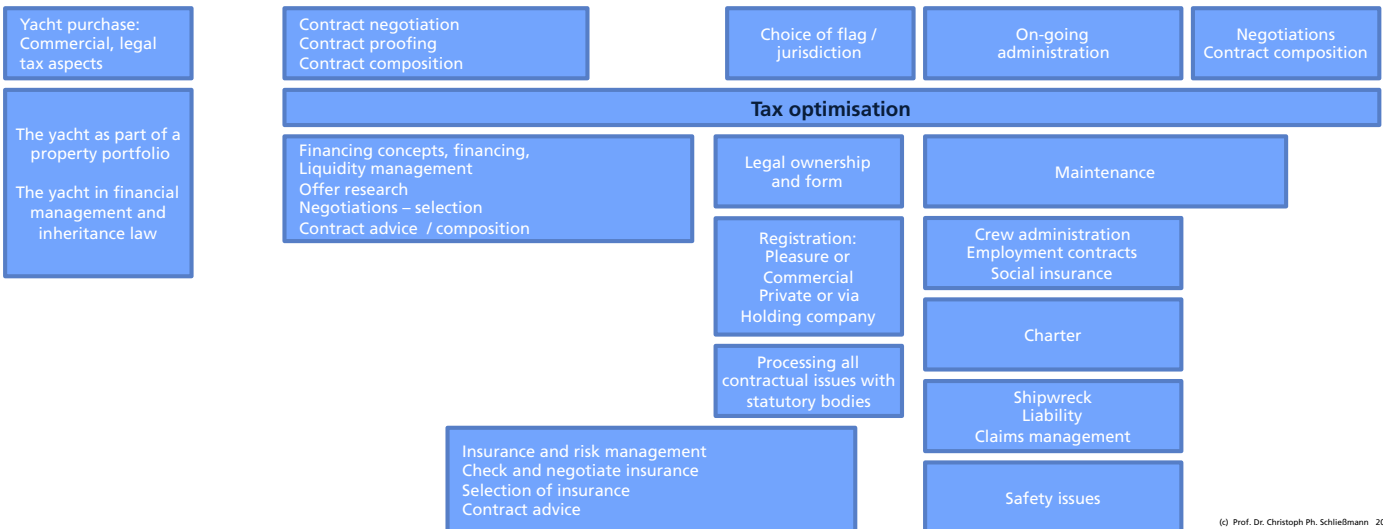 Yacht purchase:
Commercial, legal
tax aspects
Contract negotiation
Contract proofing
Contract composition
Choice of flag /
jurisdiction
On-going
administration
Negotiations
Contract composition
The yacht as part of a
property portfolio
The yacht in financial
management and
inheritance law
Tax optimisation
Financing concepts, financing,
Liquidity management
Offer research
Negotiations – selection
Contract advice / composition
Legal ownership
and form
Maintenance
Registration:
Pleasure or
Commercial
Private or via
Holding company
Crew administration
Employment contracts
Social insurance
Charter
Processing all
contractual issues with
statutory bodies
Shipwreck
Liability
Claims management
Insurance and risk management
Check and negotiate insurance
Selection of insurance
Contract advice
Safety issues
(c) Prof. Dr. Christoph Ph. Schließmann